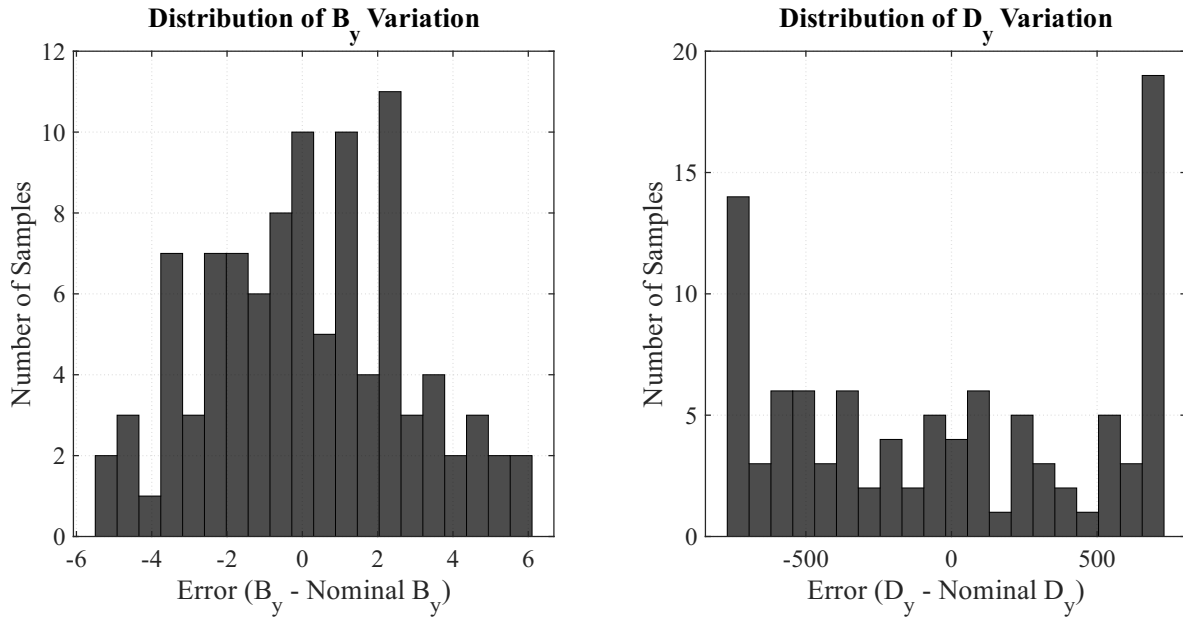 Distribution of B_y Variation
12
10
8
6
4
2
0
Number of Samples
-6 -4 -2 0 2 4 6
Error (B_y - Nominal B_y)
Distribution of D_y Variation
20
15
10
5
0
Number of Samples
-500 0 500
Error (D_y - Nominal D_y)